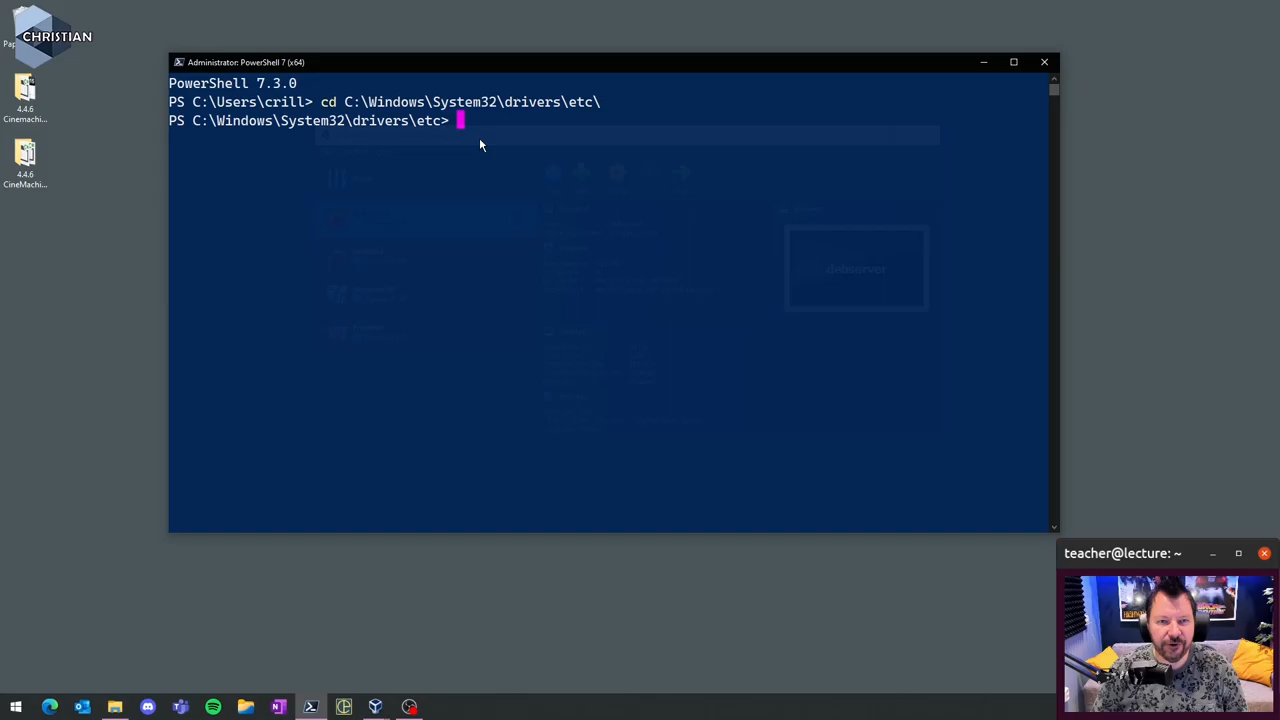 CHRISTIAN
4.4.6
Cinemachi...
4.4.6
CineMachi...
Administrator: PowerShell 7 (x64)
PowerShell 7.3.0
PS C:\Users\crill> cd C:\Windows\System32\drivers\etc\
PS C:\Windows\System32\drivers\etc>
debserver
teacher@lecture: ~